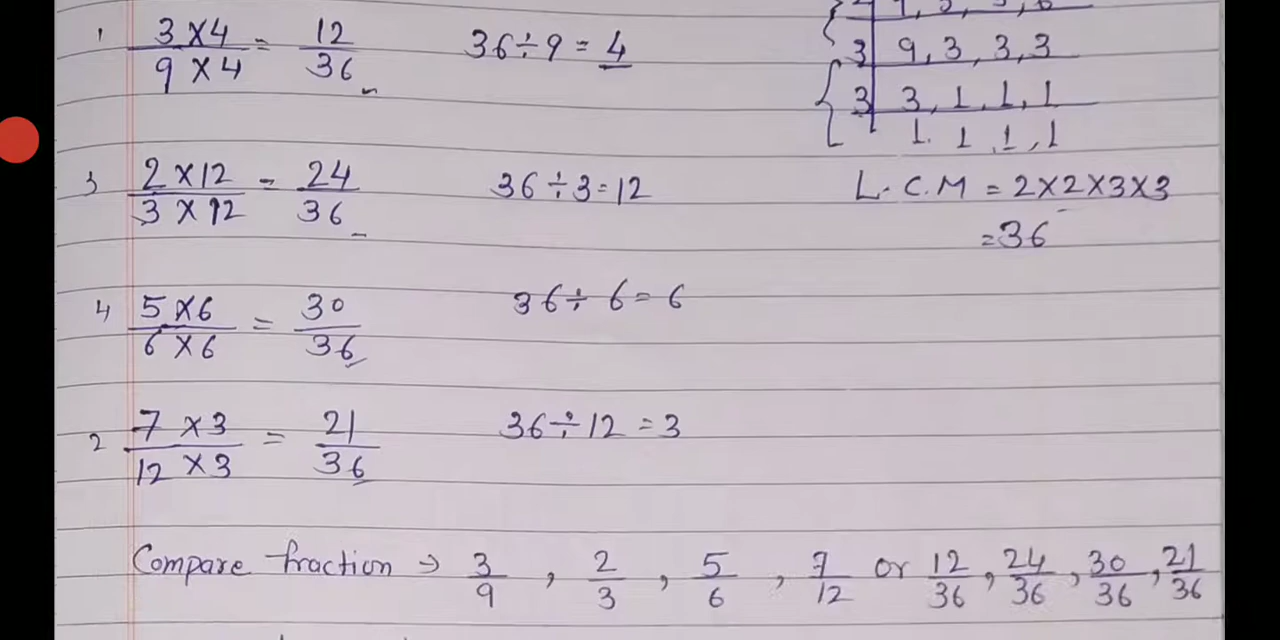 1 3×4/9×4 = 12/36 36÷9 = 4
3 | 9, 3, 3, 3
3 | 3, 1, 1, 1
1, 1, 1, 1
3 2×12/3×12 = 24/36 36÷3=12
L.C.M = 2×2×3×3
=36
4 5×6/6×6 = 30/36 36÷6=6
2 7×3/12×3 = 21/36 36÷12=3
Compare fraction → 3/9, 2/3, 5/6, 7/12 or 12/36, 24/36, 30/36, 21/36